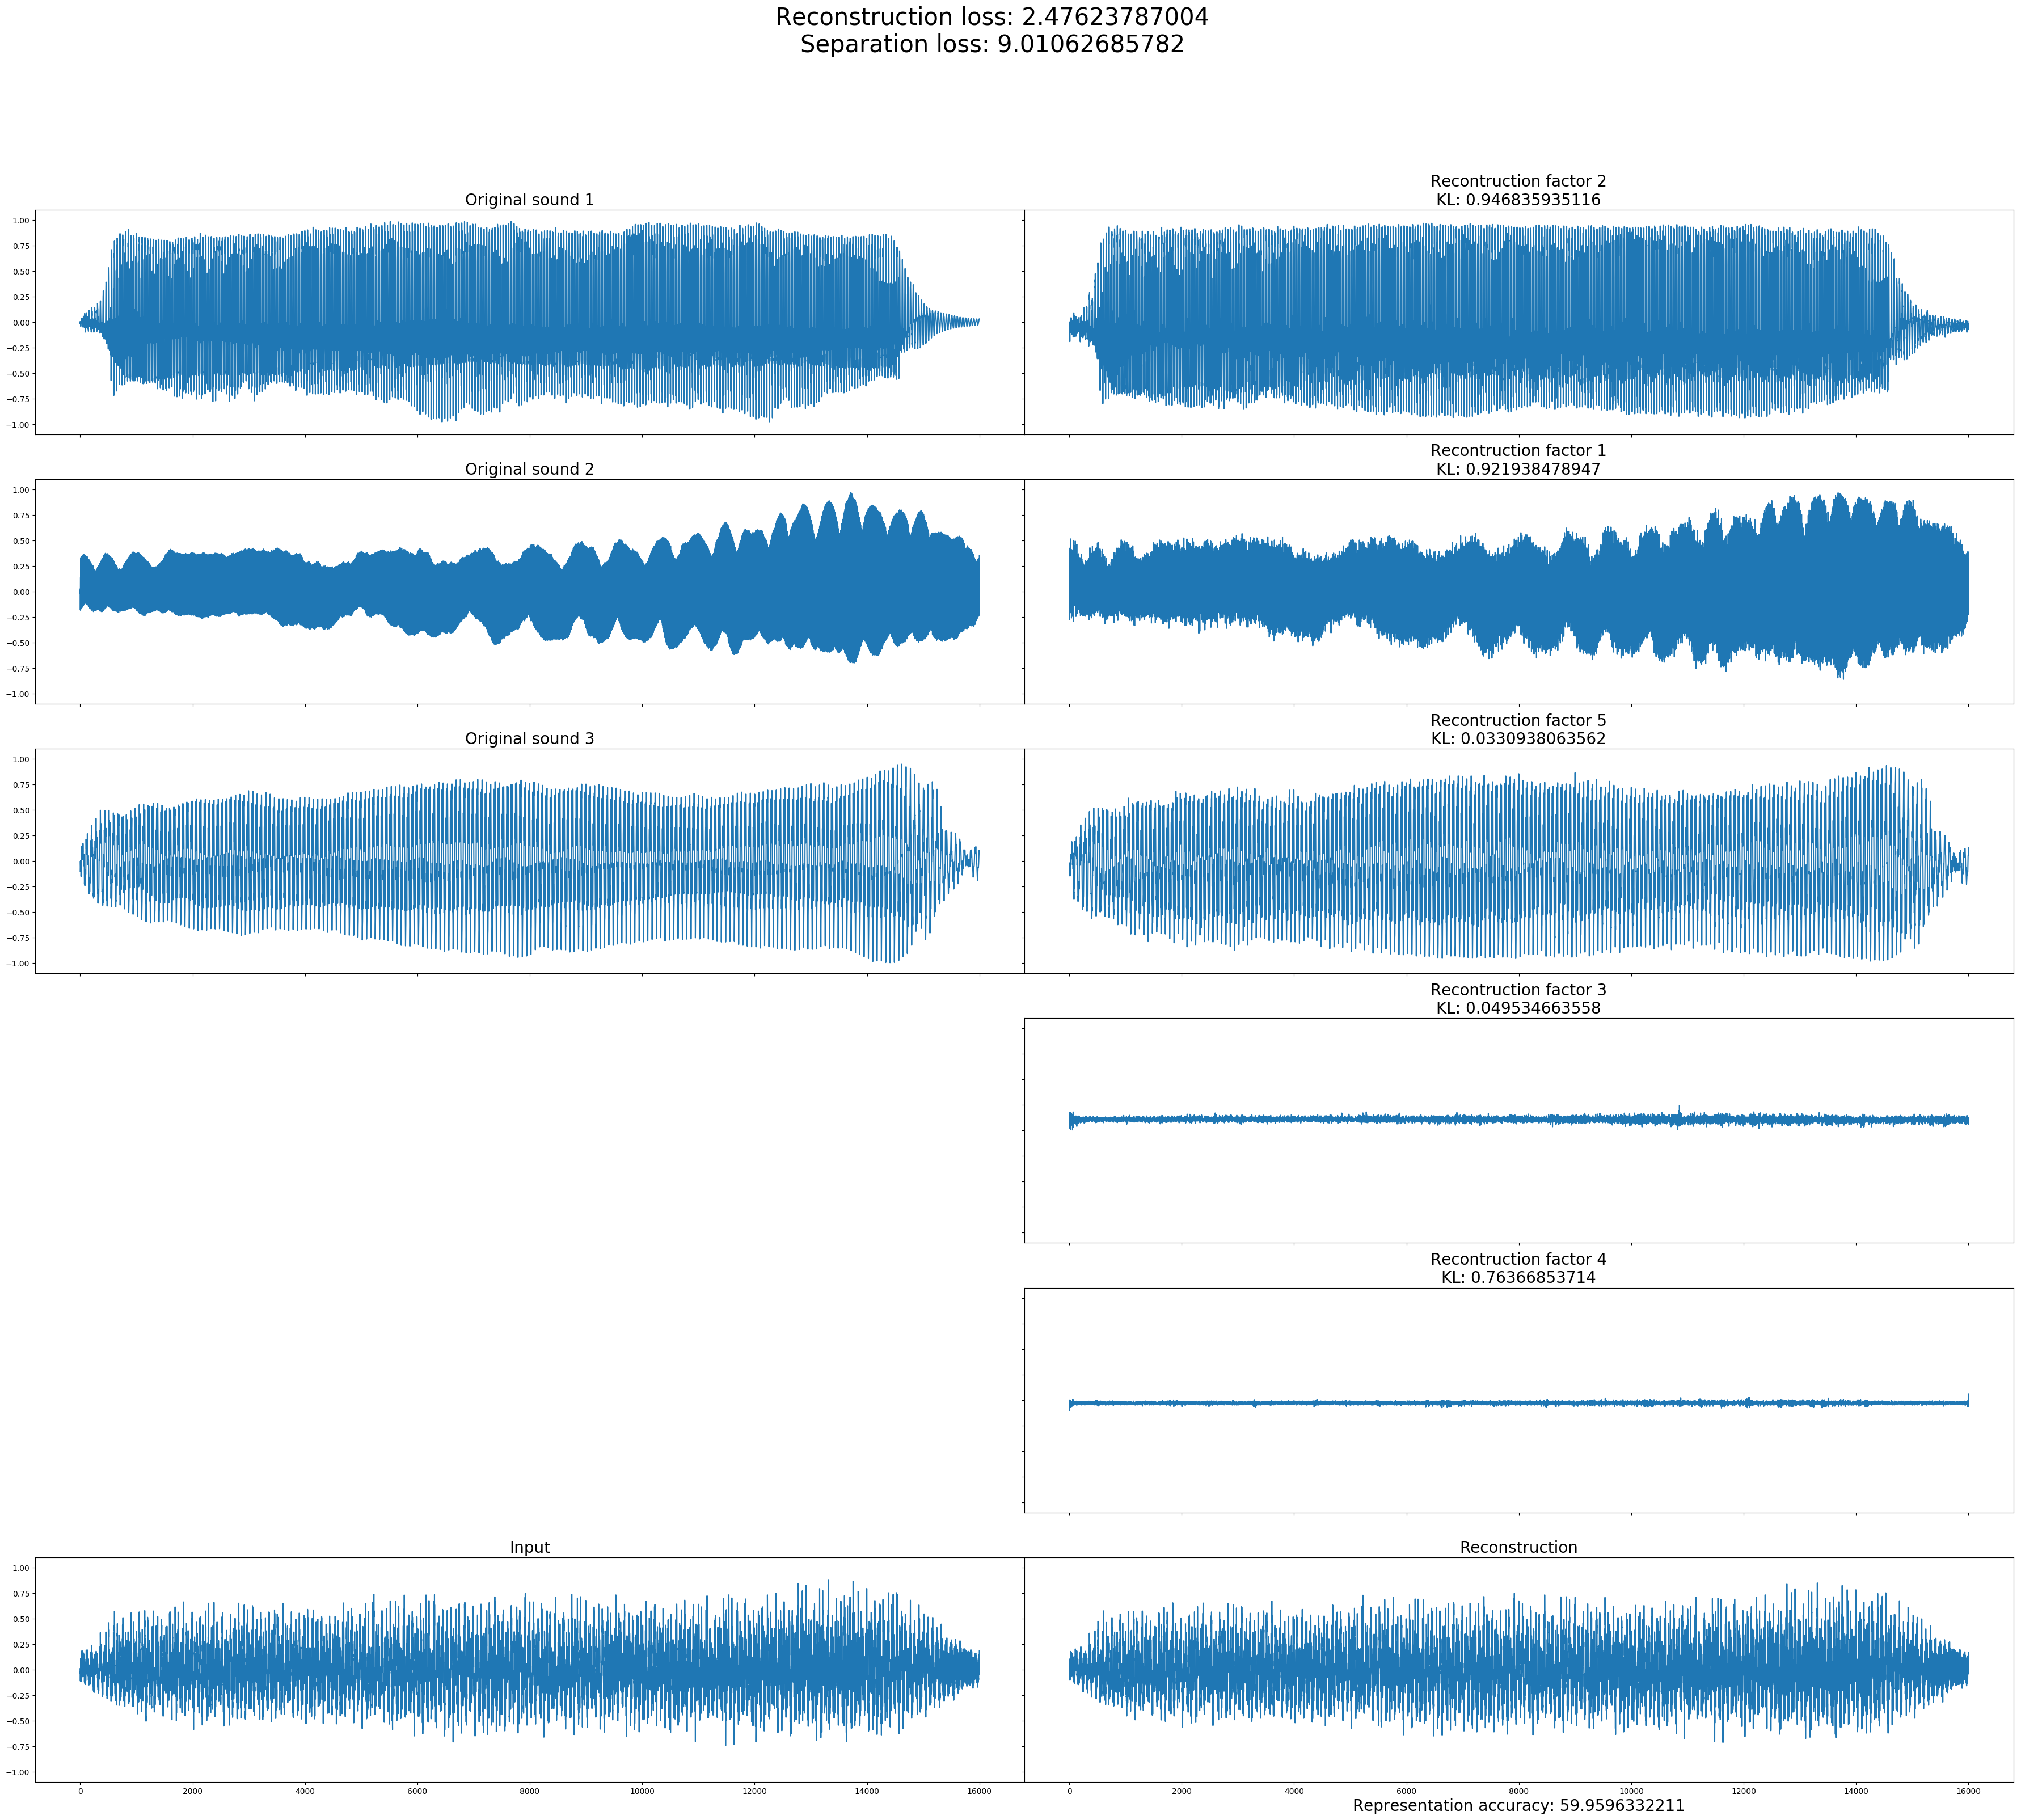 Reconstruction loss: 2.47623787004
Separation loss: 9.01062685782
Original sound 1
Recontruction factor 2
KL: 0.946835935116
1.00
0.75
0.50
0.25
0.00
−0.25
−0.50
−0.75
−1.00
Original sound 2
Recontruction factor 1
KL: 0.921938478947
1.00
0.75
0.50
0.25
0.00
−0.25
−0.50
−0.75
−1.00
Original sound 3
Recontruction factor 5
KL: 0.0330938063562
1.00
0.75
0.50
0.25
0.00
−0.25
−0.50
−0.75
−1.00
Recontruction factor 3
KL: 0.049534663558
Recontruction factor 4
KL: 0.76366853714
Input
Reconstruction
1.00
0.75
0.50
0.25
0.00
−0.25
−0.50
−0.75
−1.00
0 2000 4000 6000 8000 10000 12000 14000 16000
0 2000 4000 6000 8000 10000 12000 14000 16000
Representation accuracy: 59.9596332211